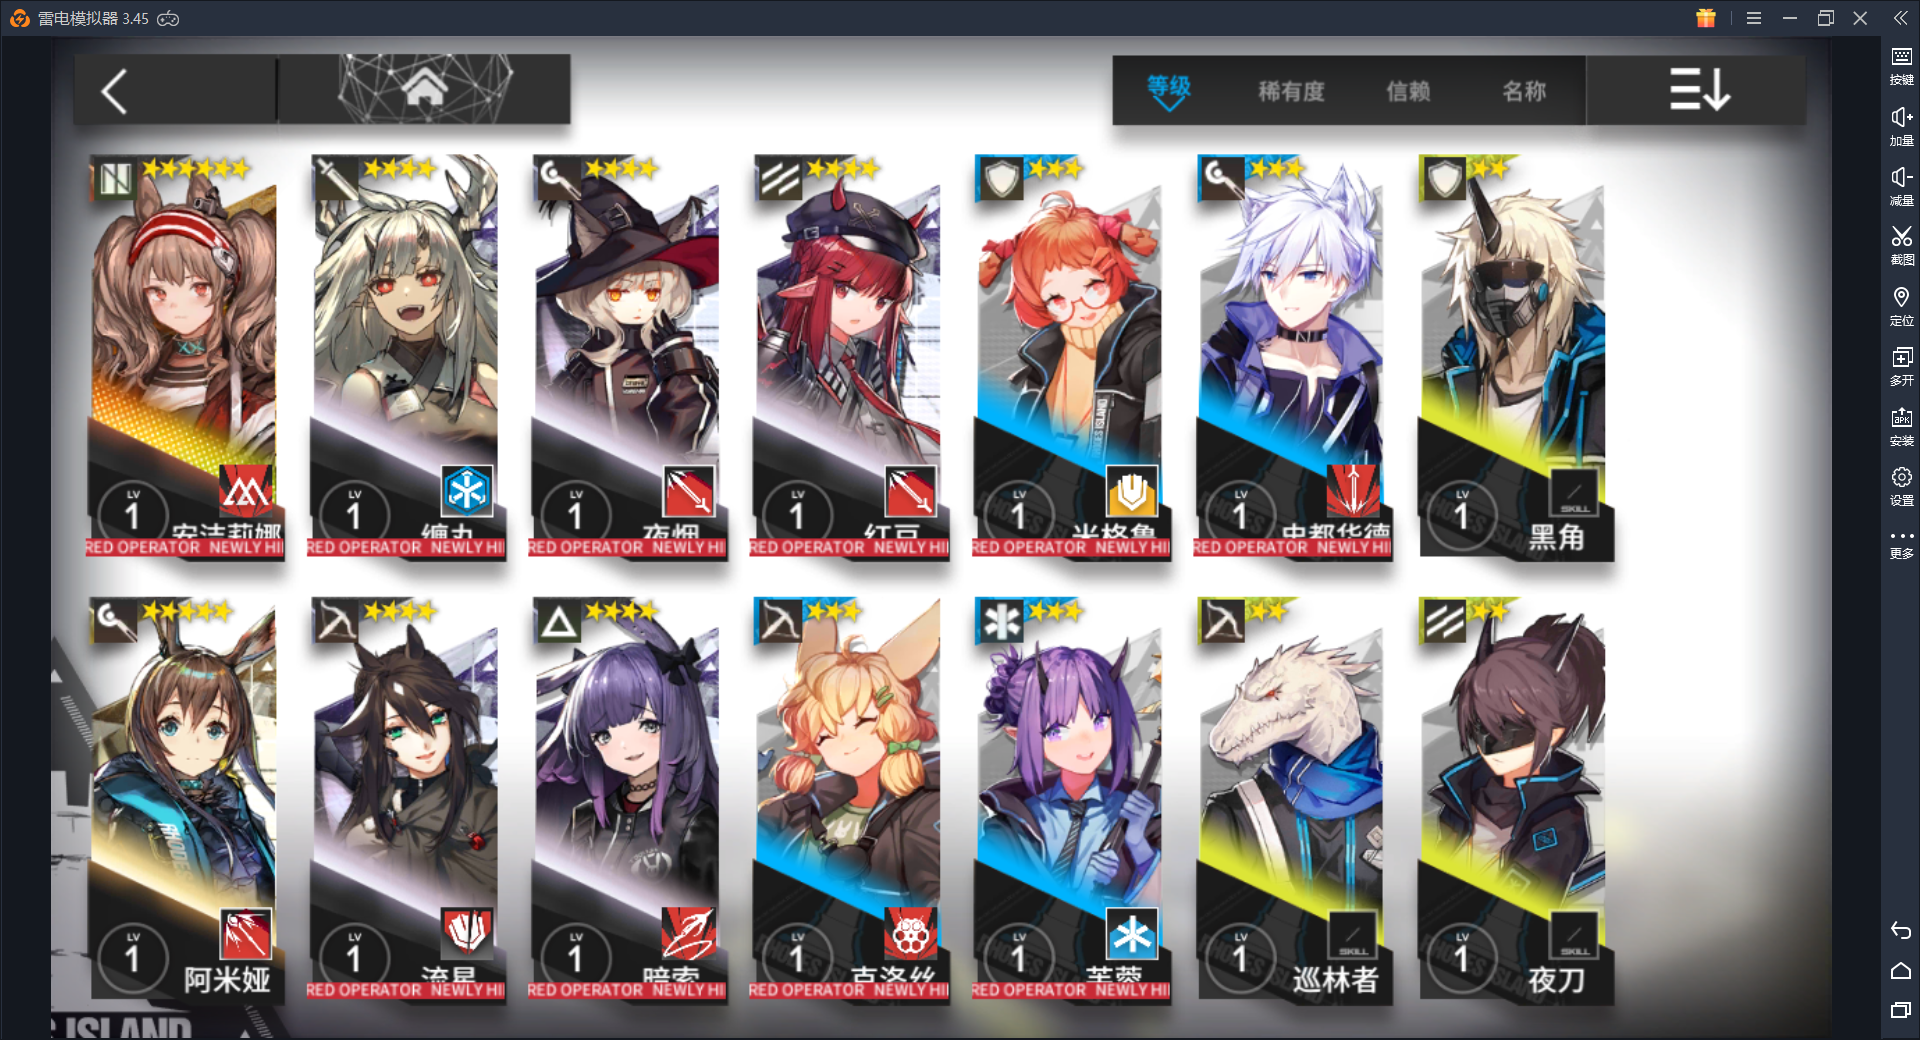 雷电模拟器 3.45
等级 稀有度 信赖 名称
LV 1 安洁莉娜
RED OPERATOR NEWLY HI
LV 1 缠丸
RED OPERATOR NEWLY HI
LV 1 夜烟
RED OPERATOR NEWLY HI
LV 1 红豆
RED OPERATOR NEWLY HI
RHODES ISLAND
LV 1 米格鲁
RED OPERATOR NEWLY HI
LV 1 史都华德
RED OPERATOR NEWLY HI
LV 1 SKILL 黑角
RHODES
LV 1 阿米娅
LV 1 流星
RED OPERATOR NEWLY HI
LV 1 暗索
RED OPERATOR NEWLY HI
LV 1 克洛丝
RED OPERATOR NEWLY HI
LV 1 芙蓉
RED OPERATOR NEWLY HI
LV 1 SKILL 巡林者
LV 1 SKILL 夜刀
S ISLAND
按键
加量
减量
截图
定位
多开
APK
安装
设置
更多